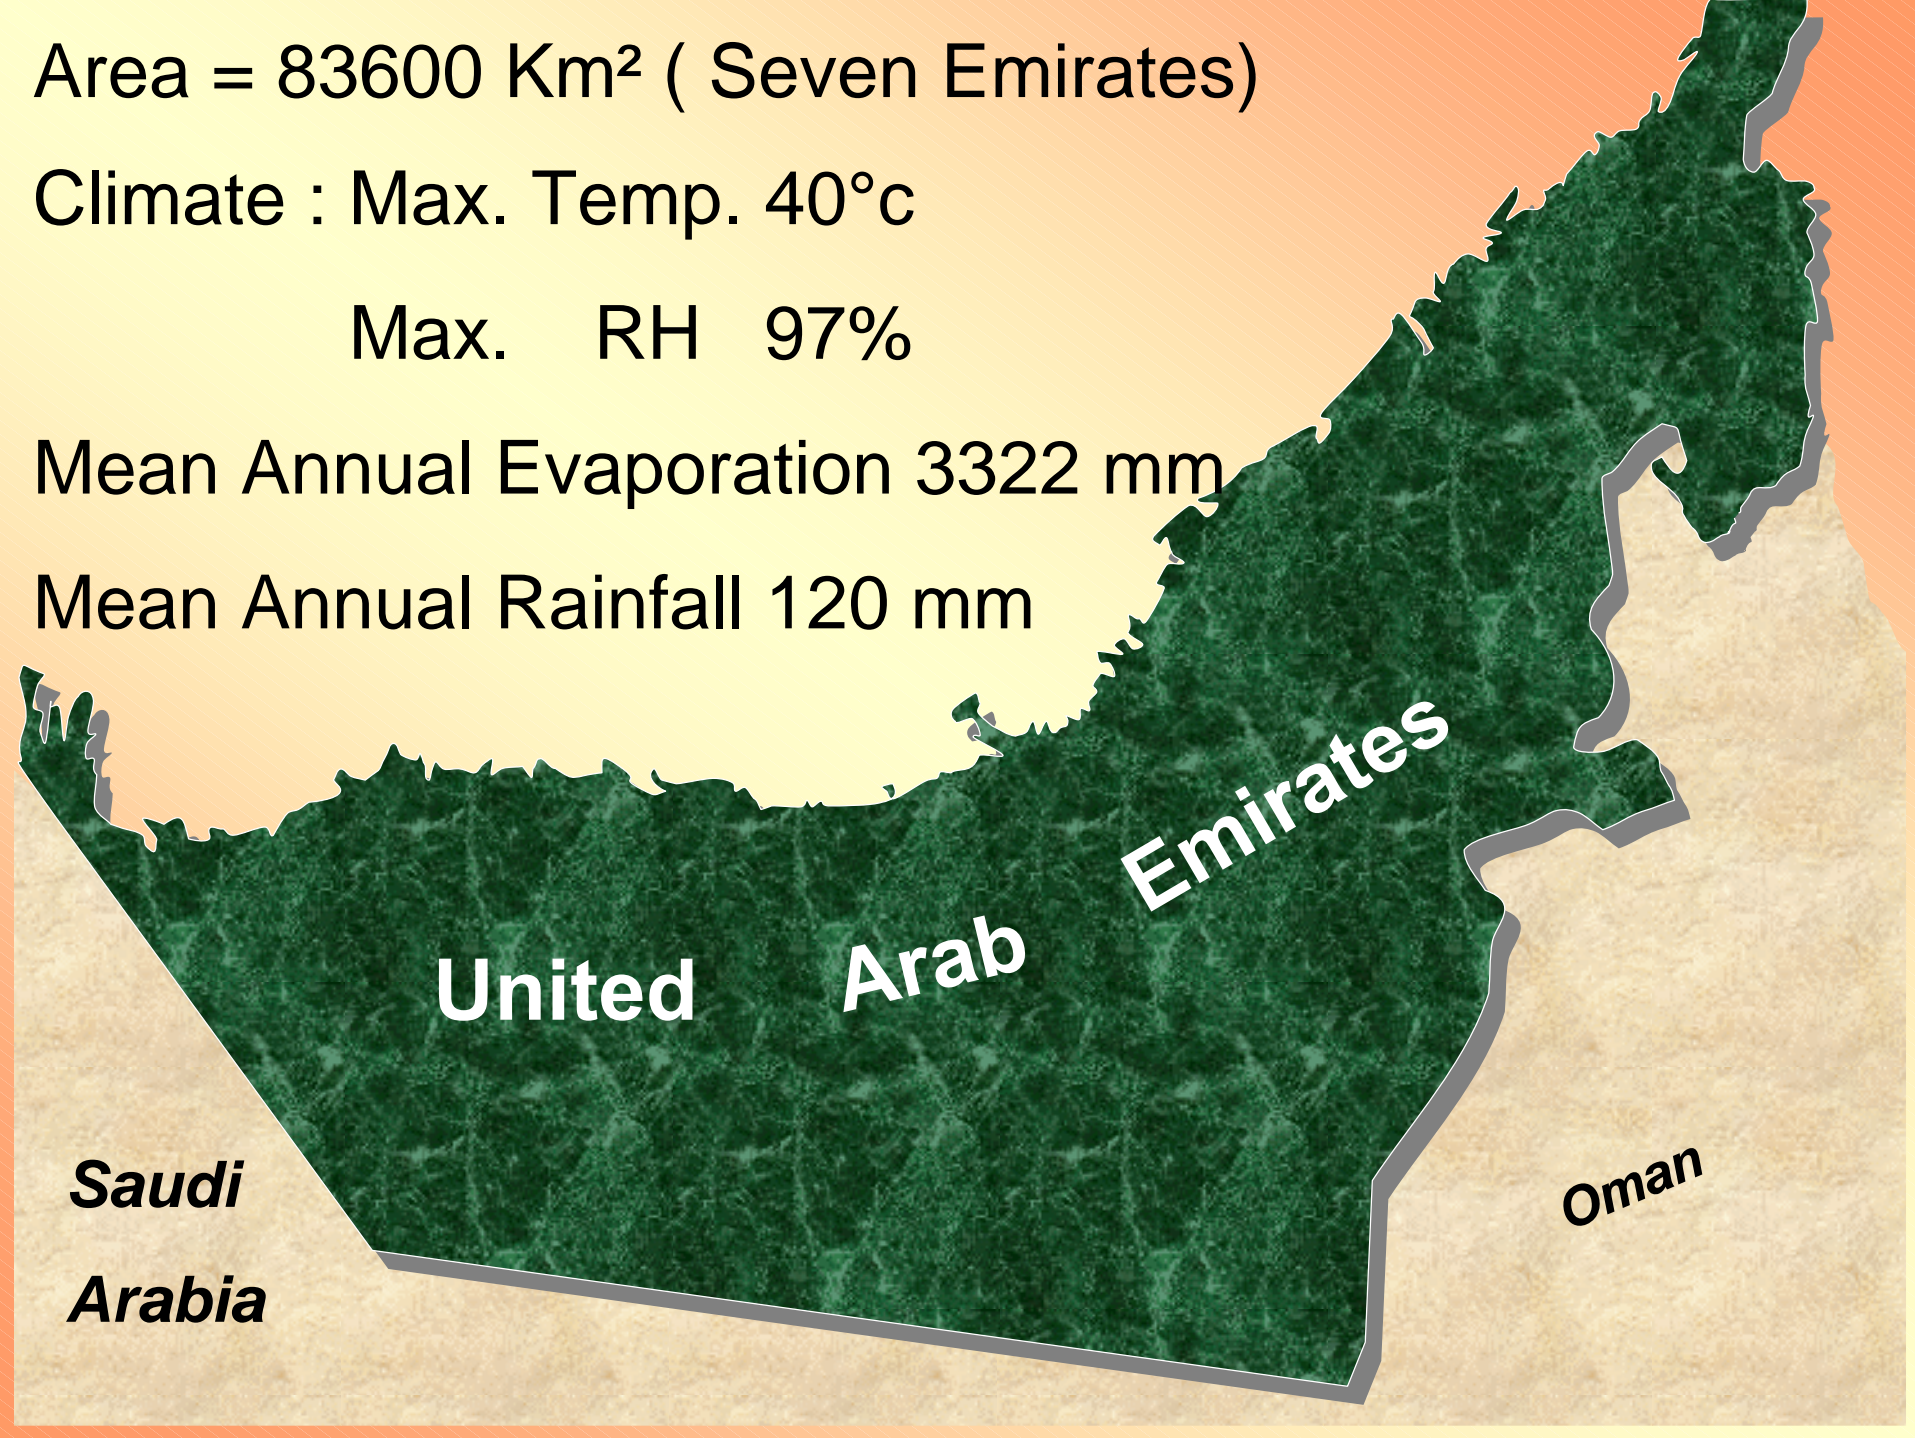 Area = 83600 Km² ( Seven Emirates)
Climate : Max. Temp. 40°c
Max. RH 97%
Mean Annual Evaporation 3322 mm
Mean Annual Rainfall 120 mm
United Arab Emirates
Saudi
Arabia
Oman